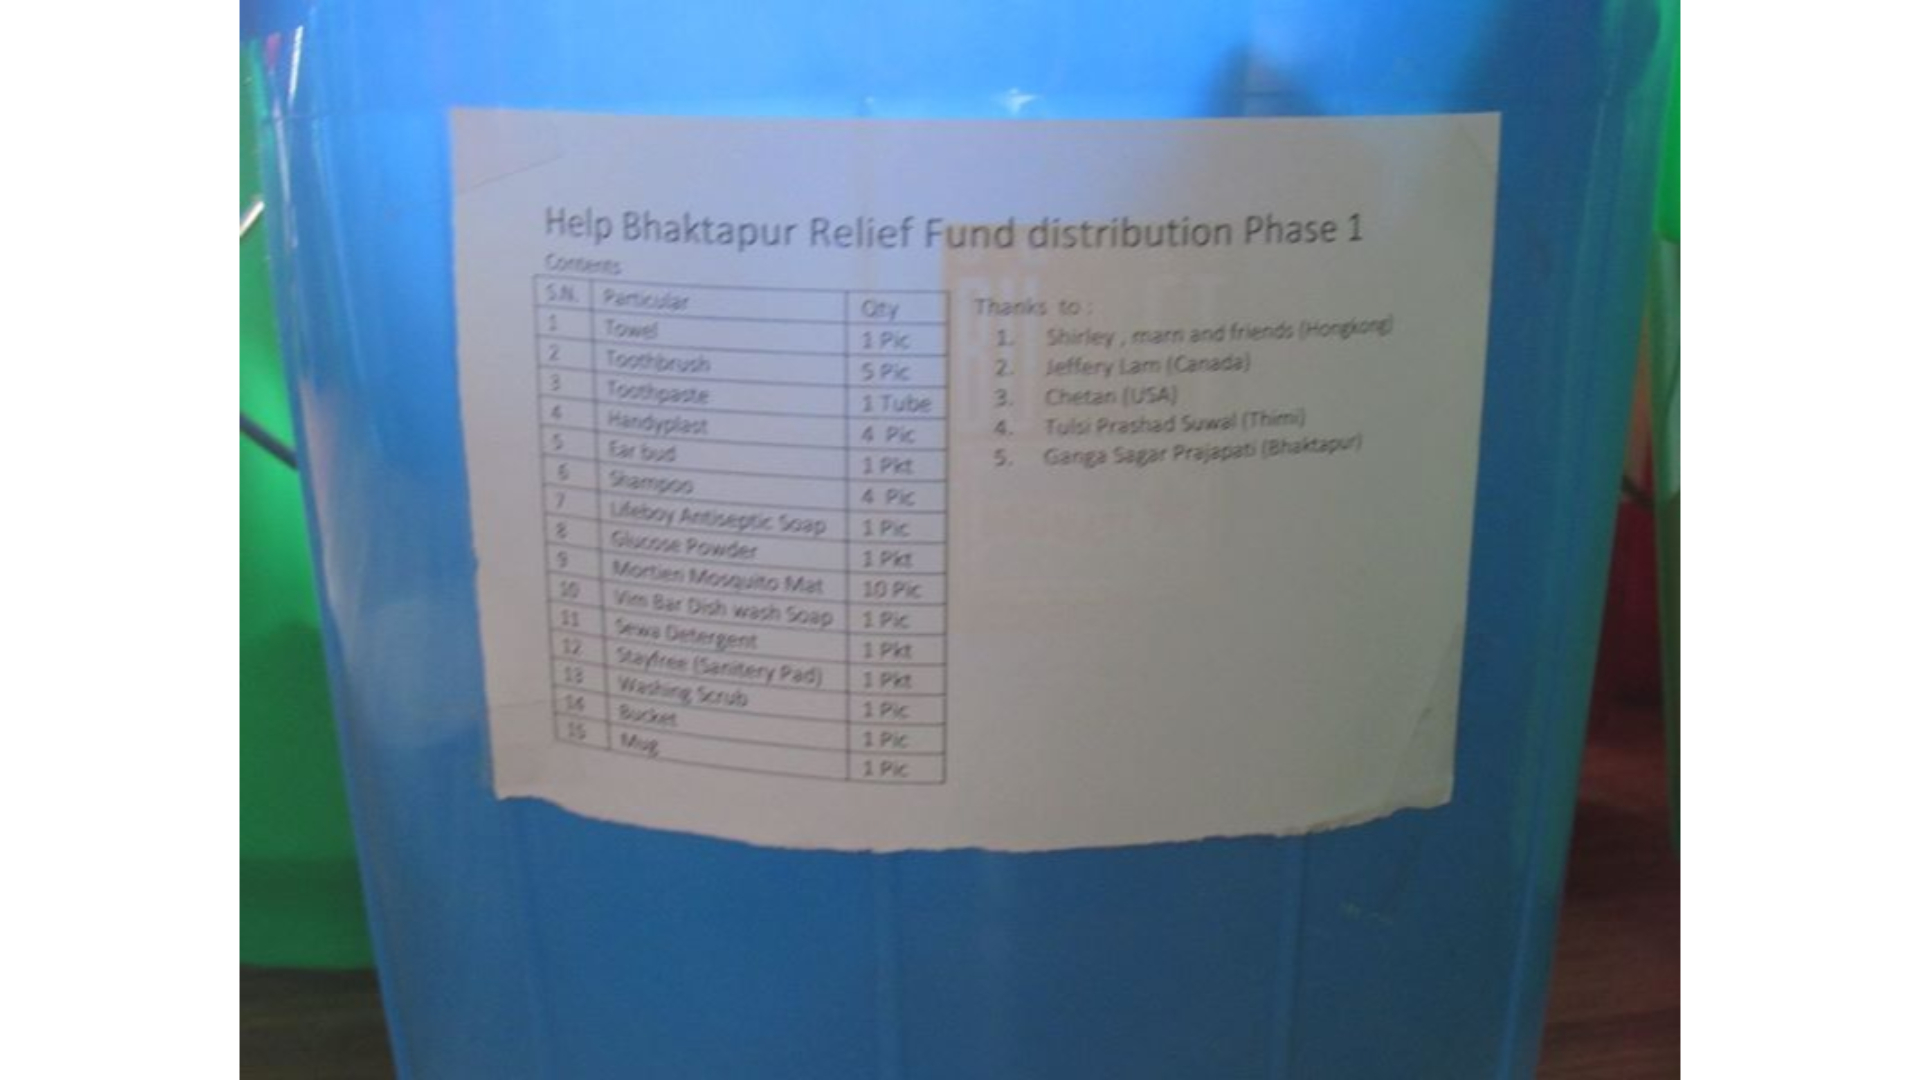 Help Bhaktapur Relief Fund distribution Phase 1
Contents
S.N. Particular Qty
1 Towel 1 Pic
2 Toothbrush 5 Pic
3 Toothpaste 1 Tube
4 Handyplast 4 Pic
5 Ear bud 1 Pkt
6 Shampoo 4 Pic
7 Lifeboy Antiseptic Soap 1 Pic
8 Glucose Powder 1 Pkt
9 Mortien Mosquito Mat 10 Pic
10 Vim Bar Dish wash Soap 1 Pic
11 Sewa Detergent 1 Pkt
12 Stayfree (Sanitery Pad) 1 Pkt
13 Washing Scrub 1 Pic
14 Bucket 1 Pic
15 Mug 1 Pic
Thanks to :
1. Shirley , marn and friends (Hongkong)
2. Jeffery Lam (Canada)
3. Chetan (USA)
4. Tulsi Prashad Suwal (Thimi)
5. Ganga Sagar Prajapati (Bhaktapur)